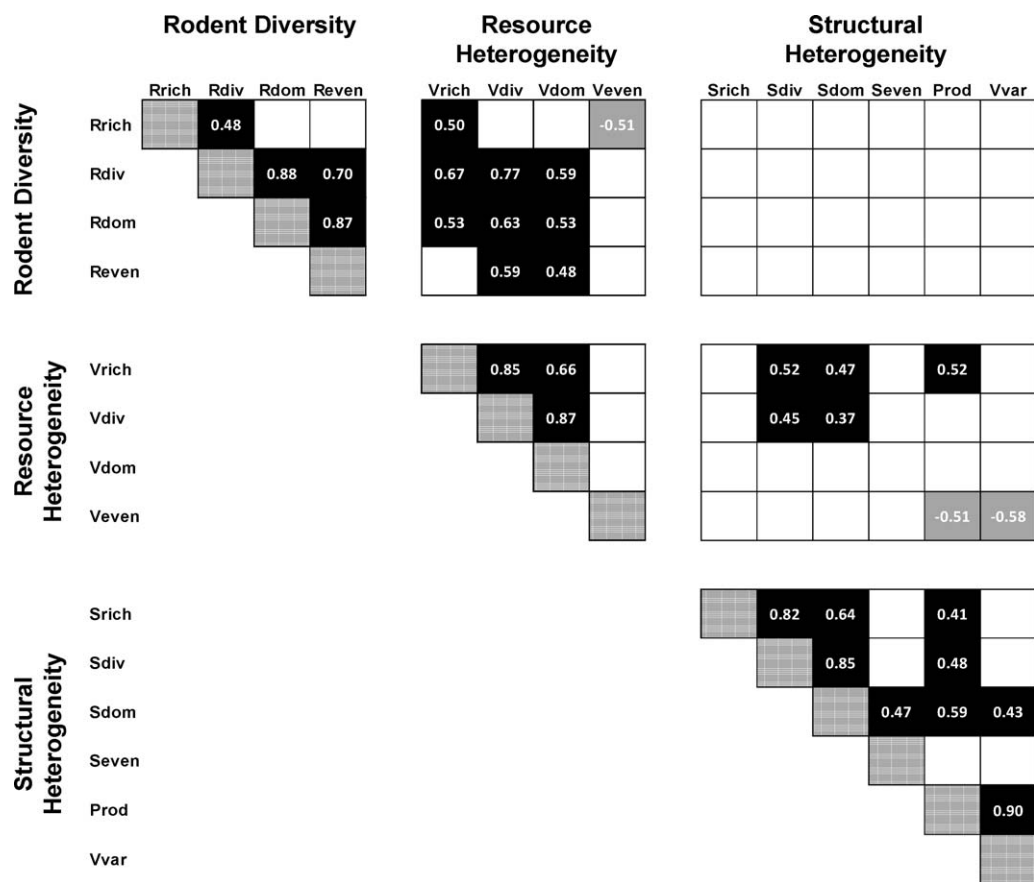 Rodent Diversity
Resource
Heterogeneity
Structural
Heterogeneity
Rrich Rdiv Rdom Reven Vrich Vdiv Vdom Veven Srich Sdiv Sdom Seven Prod Vvar
Rodent Diversity
Rrich 0.48 0.50 -0.51
Rdiv 0.88 0.70 0.67 0.77 0.59
Rdom 0.87 0.53 0.63 0.53
Reven 0.59 0.48
Resource
Heterogeneity
Vrich 0.85 0.66 0.52 0.47 0.52
Vdiv 0.87 0.45 0.37
Vdom
Veven -0.51 -0.58
Structural
Heterogeneity
Srich 0.82 0.64 0.41
Sdiv 0.85 0.48
Sdom 0.47 0.59 0.43
Seven
Prod 0.90
Vvar